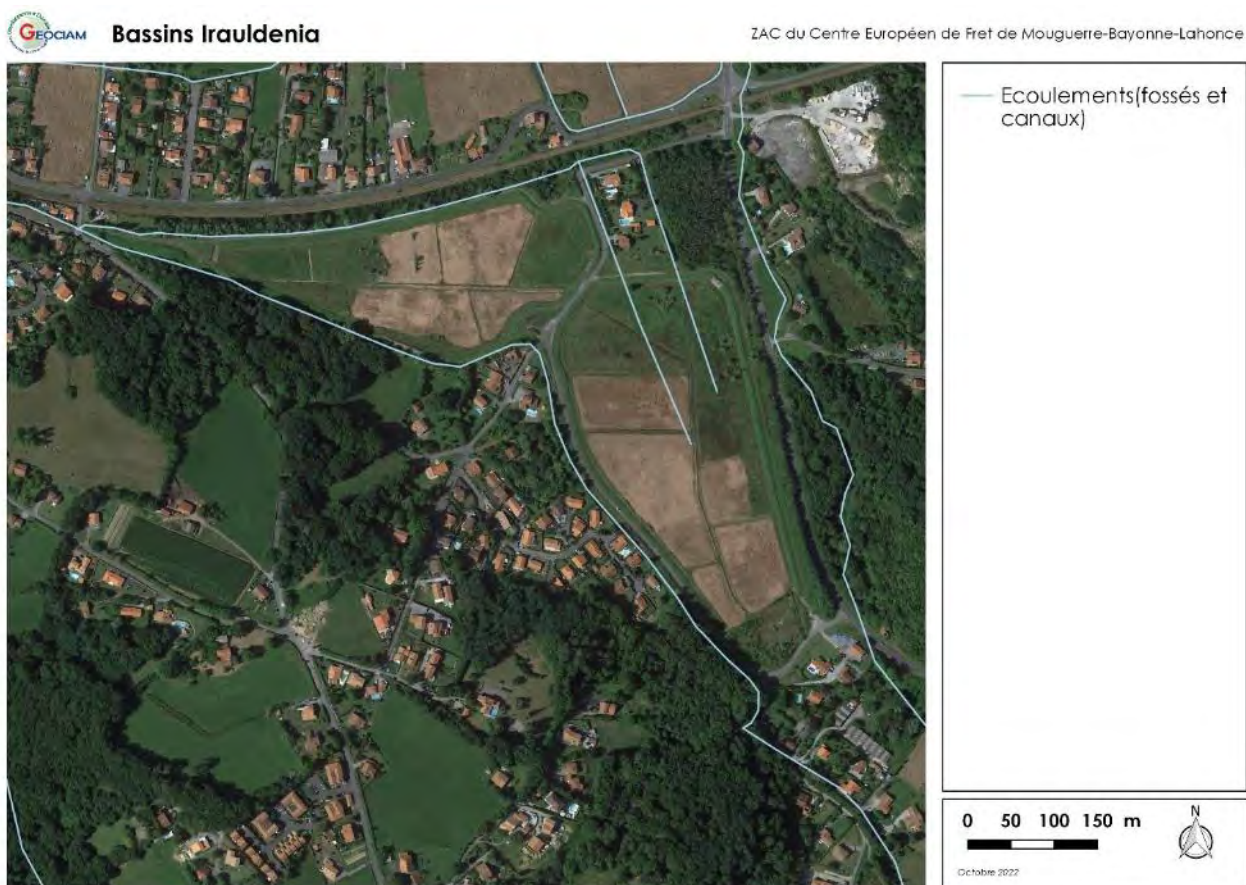 GEOCIAM
Bassins Irauldenia
ZAC du Centre Européen de Fret de Mouguerre-Bayonne-Lahonce
Ecoulements(fossés et
canaux)
0 50 100 150 m
N
Octobre 2022